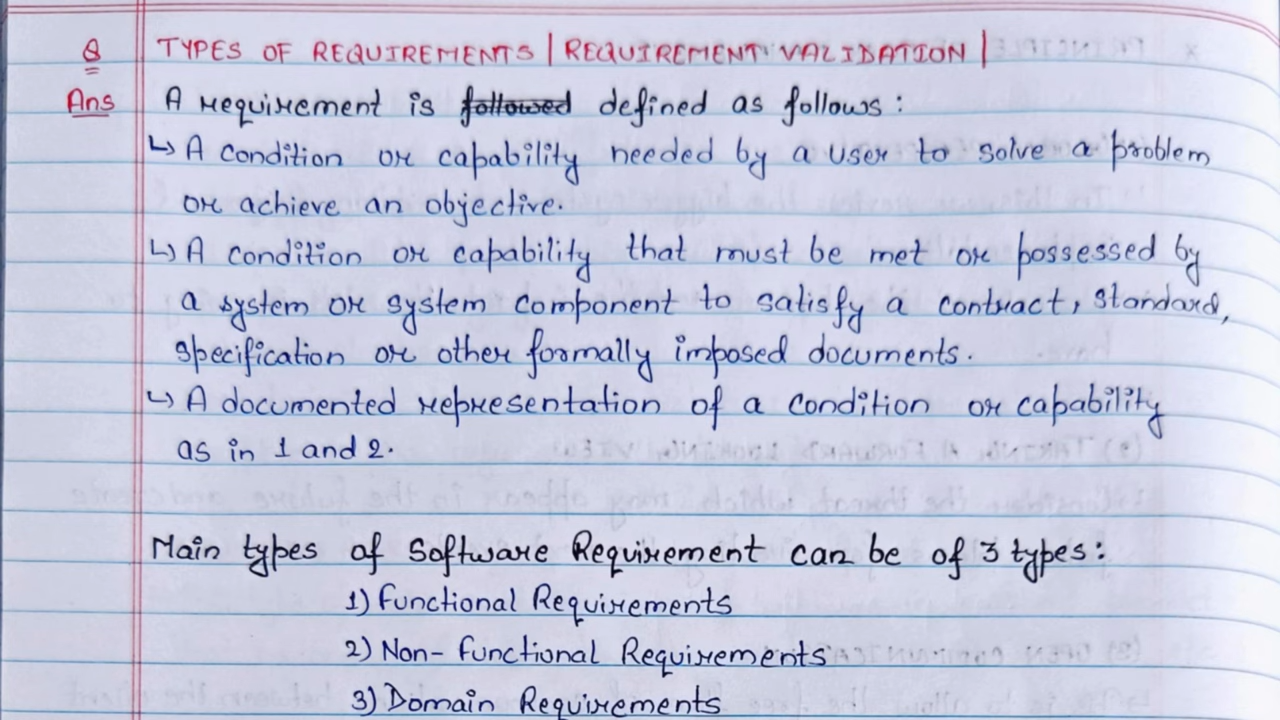 Q TYPES OF REQUIREMENTS | REQUIREMENT VALIDATION |
Ans A requirement is followed defined as follows:
↳ A condition or capability needed by a user to solve a problem
or achieve an objective.
↳ A condition or capability that must be met or possessed by
a system or system component to satisfy a contract, standard,
specification or other formally imposed documents.
↳ A documented representation of a condition or capability
as in 1 and 2.
Main types of Software Requirement can be of 3 types:
1) Functional Requirements
2) Non-functional Requirements
3) Domain Requirements